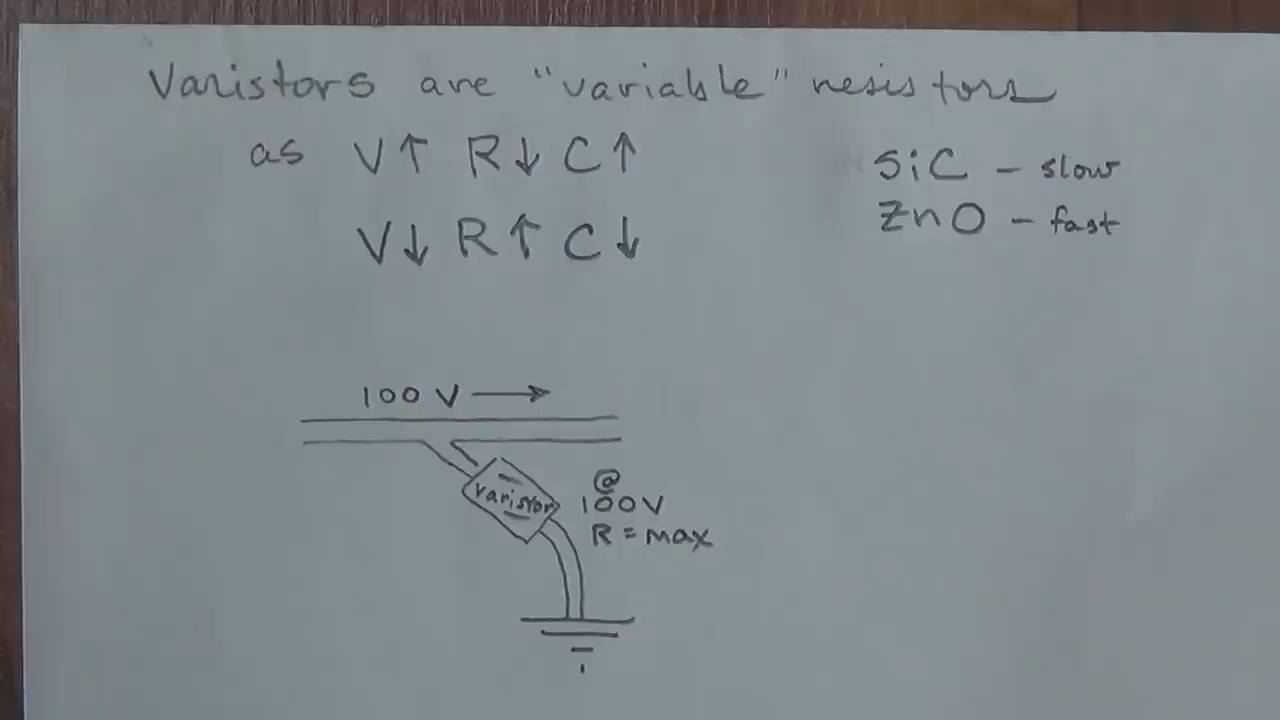 Varistors are "variable" resistors
as V↑ R↓ C↑
V↓ R↑ C↓
SiC - slow
ZnO - fast
100 V →
varistor
@
100V
R = max